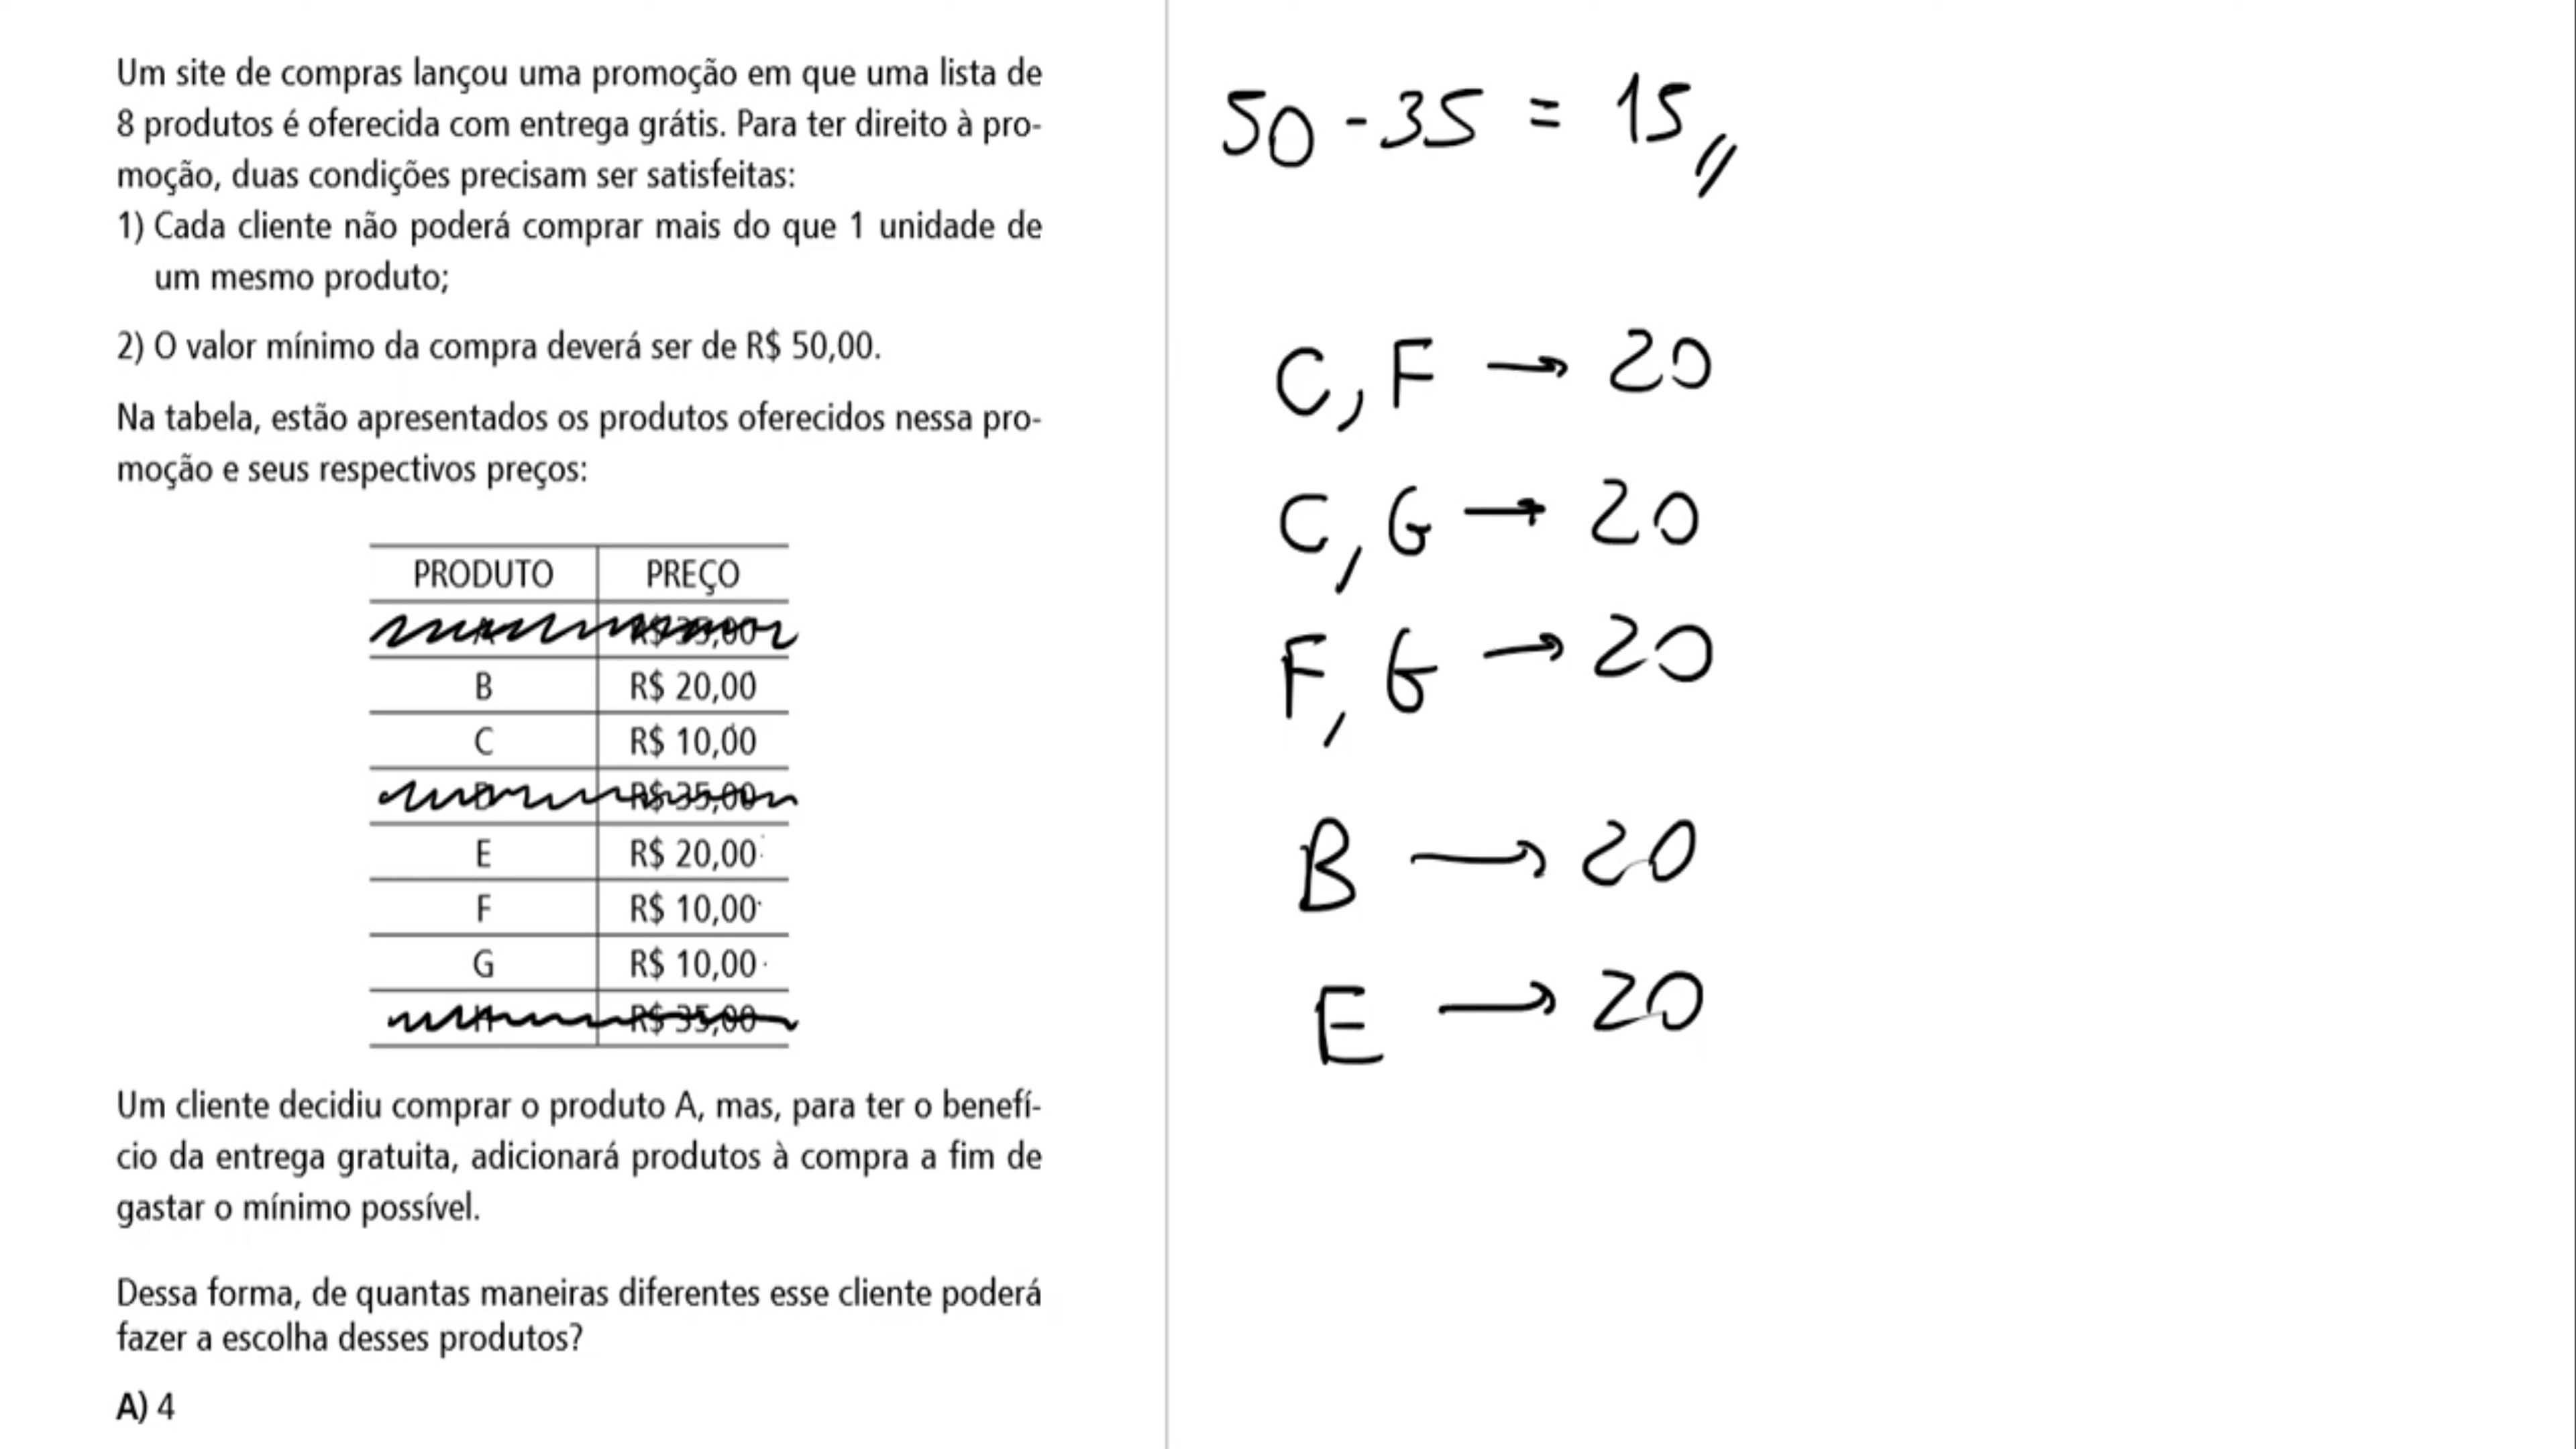 Um site de compras lançou uma promoção em que uma lista de
8 produtos é oferecida com entrega grátis. Para ter direito à pro-
moção, duas condições precisam ser satisfeitas:
1) Cada cliente não poderá comprar mais do que 1 unidade de
um mesmo produto;
2) O valor mínimo da compra deverá ser de R$ 50,00.
Na tabela, estão apresentados os produtos oferecidos nessa pro-
moção e seus respectivos preços:
PRODUTO PREÇO
A R$ 35,00
B R$ 20,00
C R$ 10,00
D R$ 35,00
E R$ 20,00
F R$ 10,00
G R$ 10,00
H R$ 35,00
Um cliente decidiu comprar o produto A, mas, para ter o benefí-
cio da entrega gratuita, adicionará produtos à compra a fim de
gastar o mínimo possível.
Dessa forma, de quantas maneiras diferentes esse cliente poderá
fazer a escolha desses produtos?
A) 4
50 - 35 = 15
C, F → 20
C, G → 20
F, G → 20
B → 20
E → 20